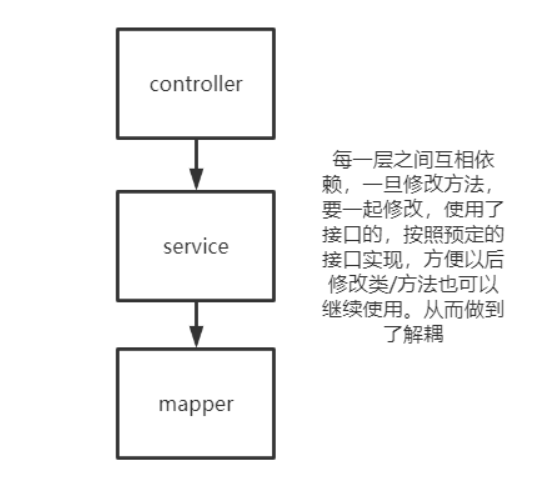 controller
service
mapper
每一层之间互相依
赖，一旦修改方法，
要一起修改，使用了
接口的，按照预定的
接口实现，方便以后
修改类/方法也可以
继续使用。从而做到
了解耦